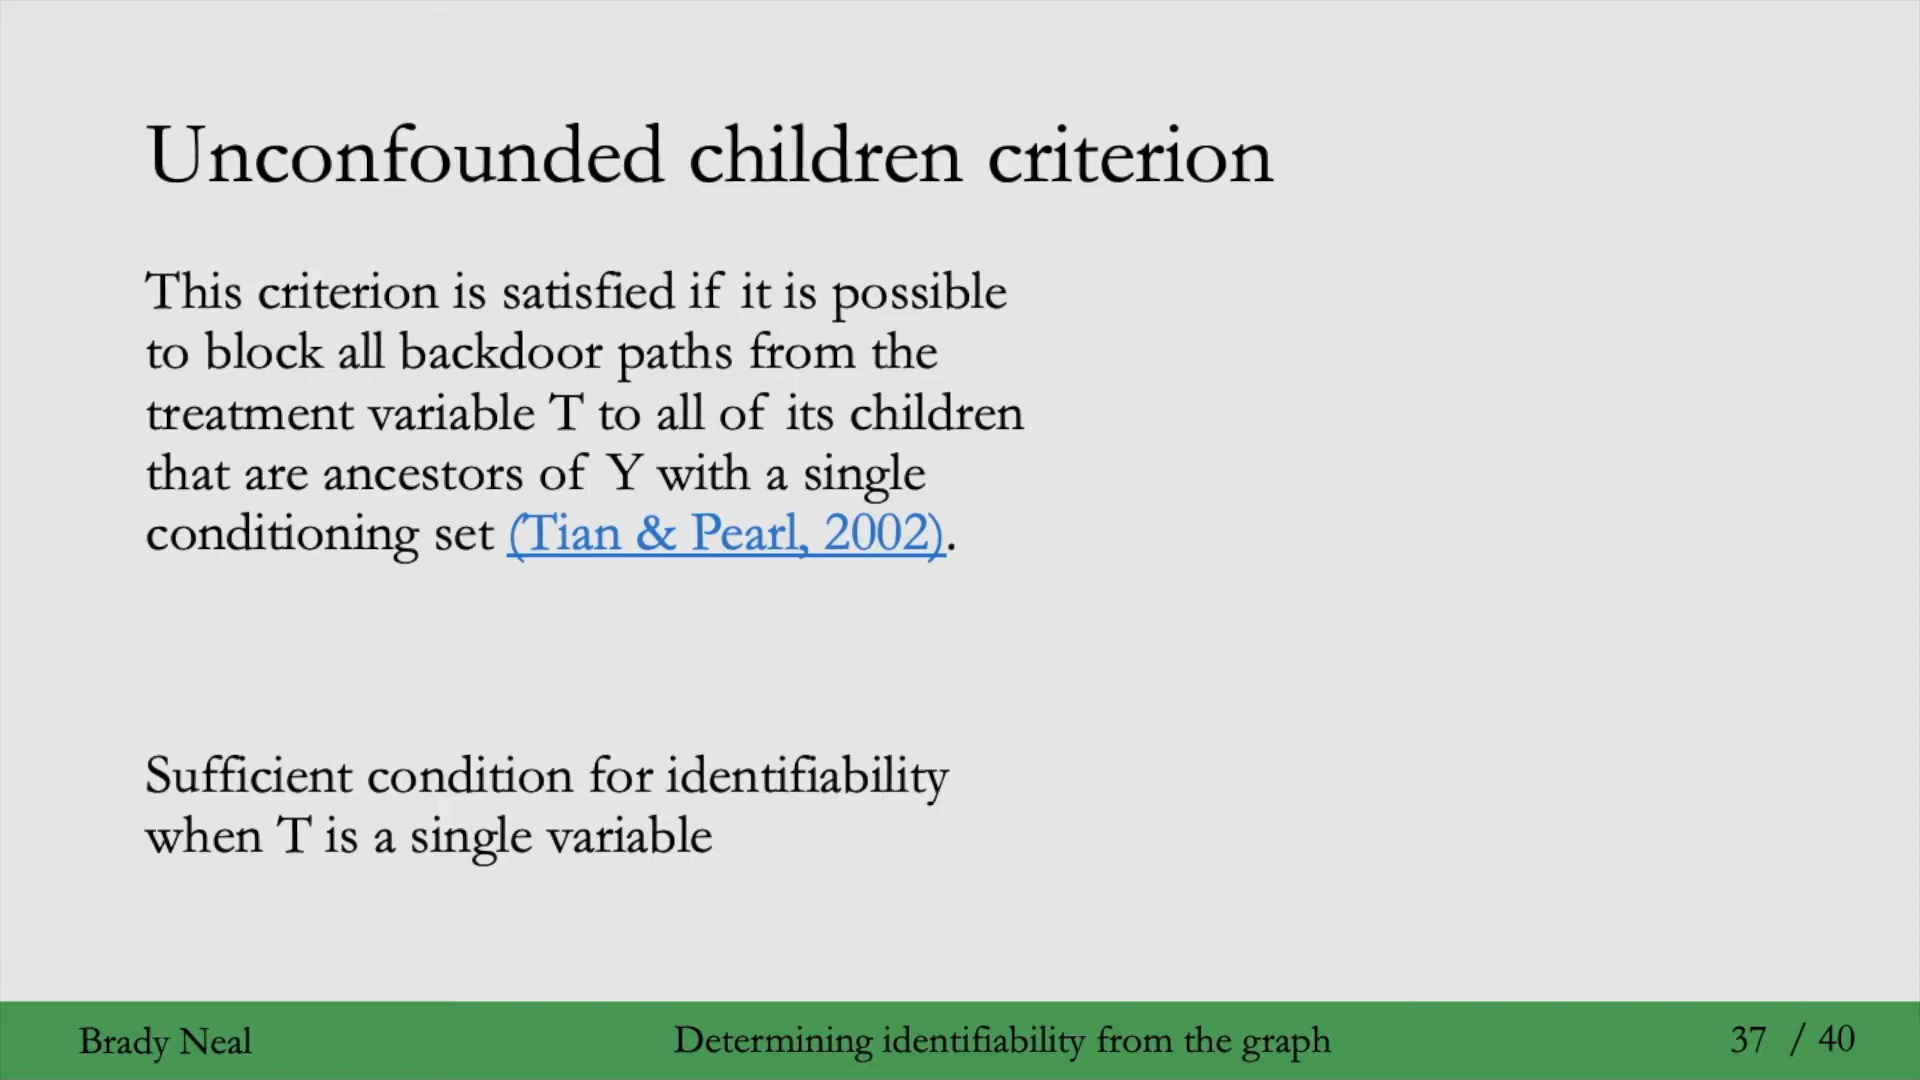 Unconfounded children criterion
This criterion is satisfied if it is possible
to block all backdoor paths from the
treatment variable T to all of its children
that are ancestors of Y with a single
conditioning set (Tian & Pearl, 2002).
Sufficient condition for identifiability
when T is a single variable
Brady Neal
Determining identifiability from the graph
37 / 40